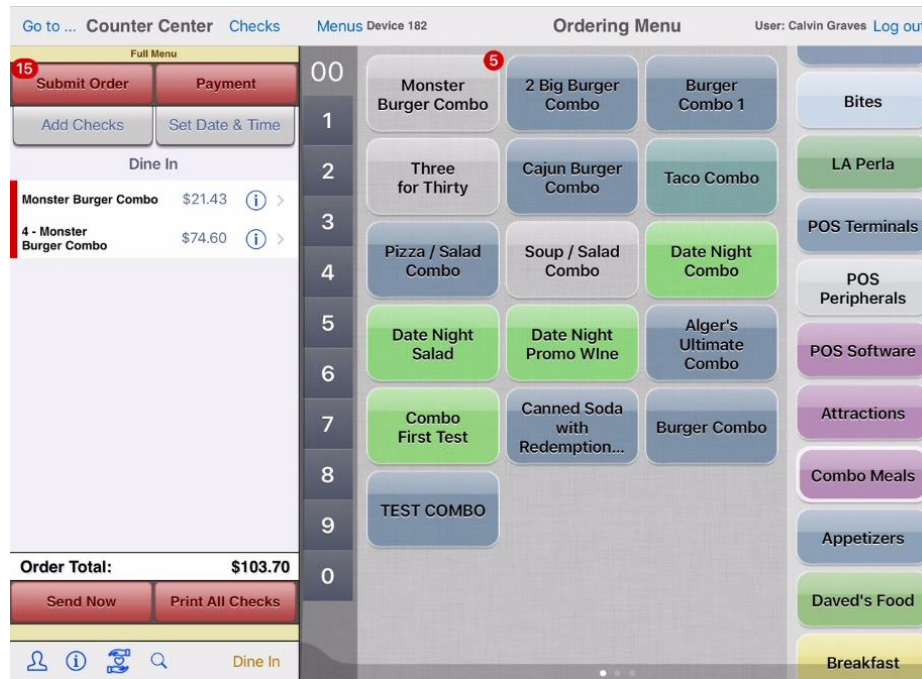 Go to ... Counter Center Checks
Menus Device 182 Ordering Menu User: Calvin Graves Log out
Full Menu
15
Submit Order Payment
Add Checks Set Date & Time
Dine In
Monster Burger Combo $21.43 i >
4 - Monster
Burger Combo
$74.60 i >
Order Total: $103.70
Send Now Print All Checks
Dine In
00
1
2
3
4
5
6
7
8
9
0
5
Monster
Burger Combo
2 Big Burger
Combo
Burger
Combo 1
Three
for Thirty
Cajun Burger
Combo
Taco Combo
Pizza / Salad
Combo
Soup / Salad
Combo
Date Night
Combo
Date Night
Salad
Date Night
Promo WIne
Alger's
Ultimate
Combo
Combo
First Test
Canned Soda
with
Redemption...
Burger Combo
TEST COMBO
Bites
LA Perla
POS Terminals
POS
Peripherals
POS Software
Attractions
Combo Meals
Appetizers
Daved's Food
Breakfast